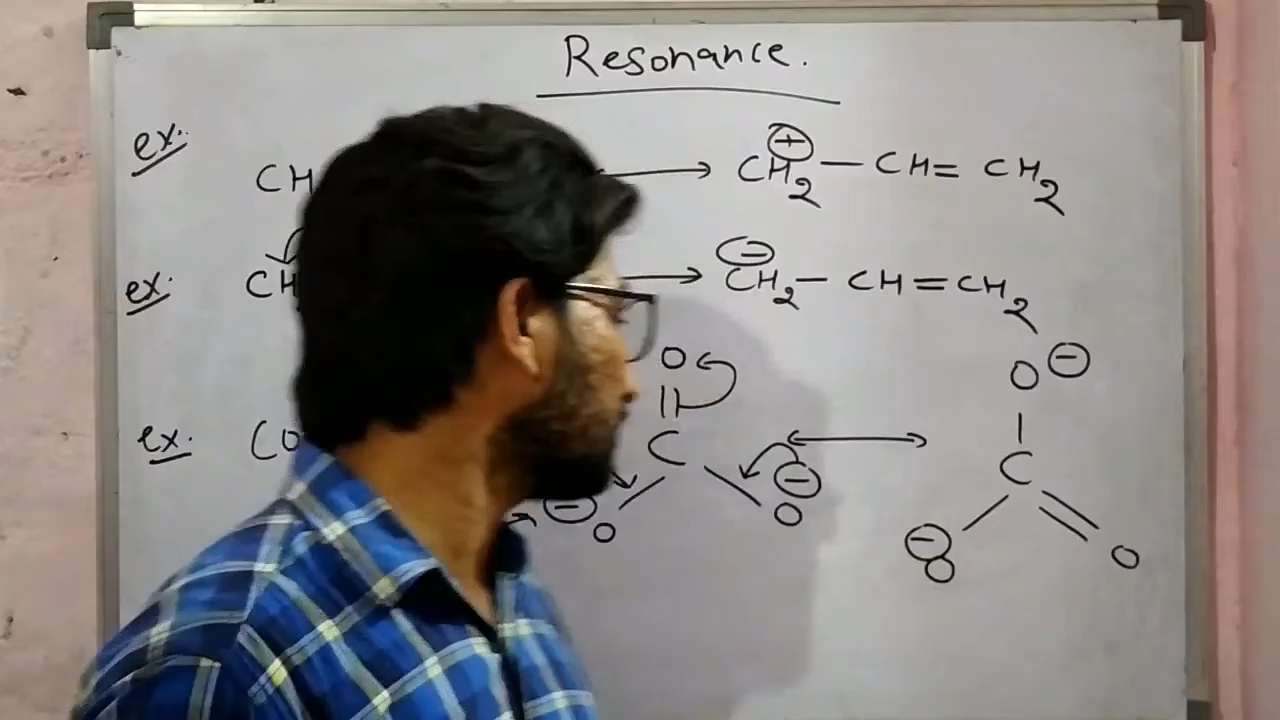 Resonance.
ex. CH → CH₂⊕ — CH = CH₂
ex. CH → ⊖CH₂ — CH = CH₂
O O ⊖
ex. CO C ↔ C
⊖ O ⊖ O ⊖ O O